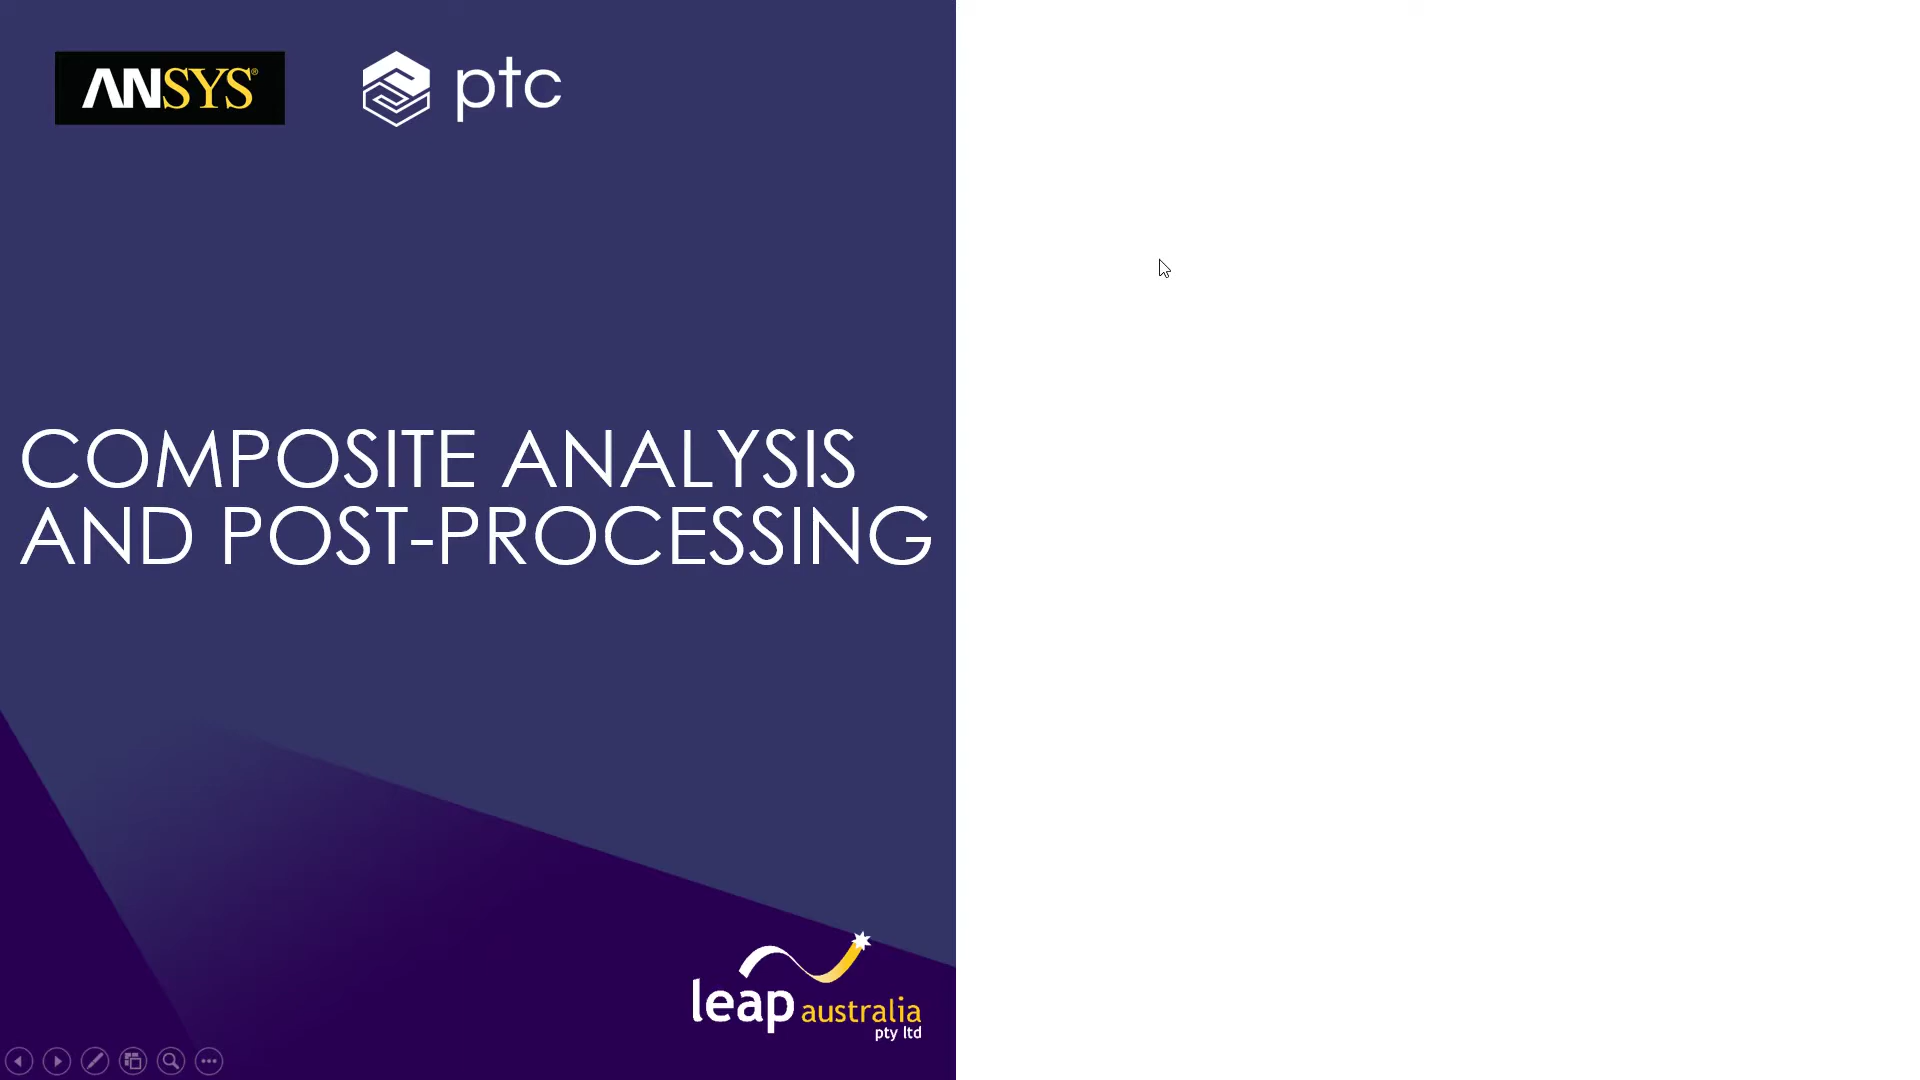 ANSYS®
ptc
COMPOSITE ANALYSIS
AND POST-PROCESSING
leap australia
pty ltd